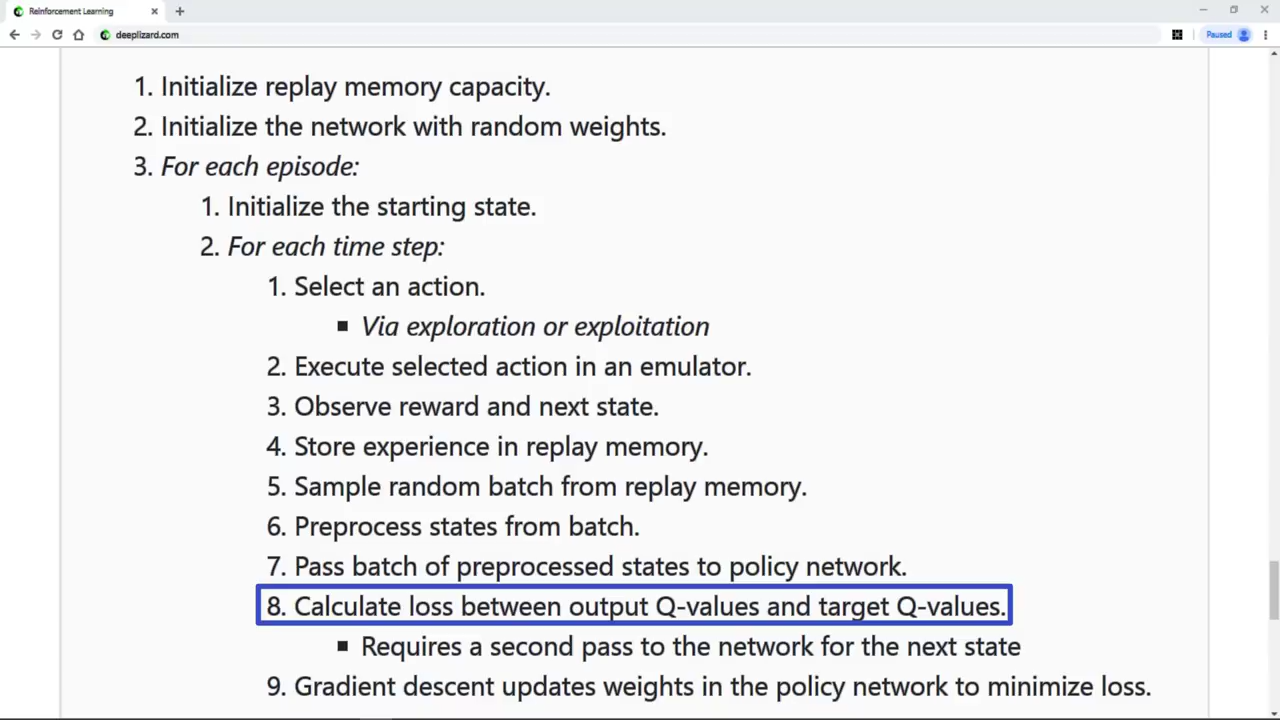 Reinforcement Learning
deeplizard.com
Paused
1. Initialize replay memory capacity.
2. Initialize the network with random weights.
3. For each episode:
1. Initialize the starting state.
2. For each time step:
1. Select an action.
■ Via exploration or exploitation
2. Execute selected action in an emulator.
3. Observe reward and next state.
4. Store experience in replay memory.
5. Sample random batch from replay memory.
6. Preprocess states from batch.
7. Pass batch of preprocessed states to policy network.
8. Calculate loss between output Q-values and target Q-values.
■ Requires a second pass to the network for the next state
9. Gradient descent updates weights in the policy network to minimize loss.